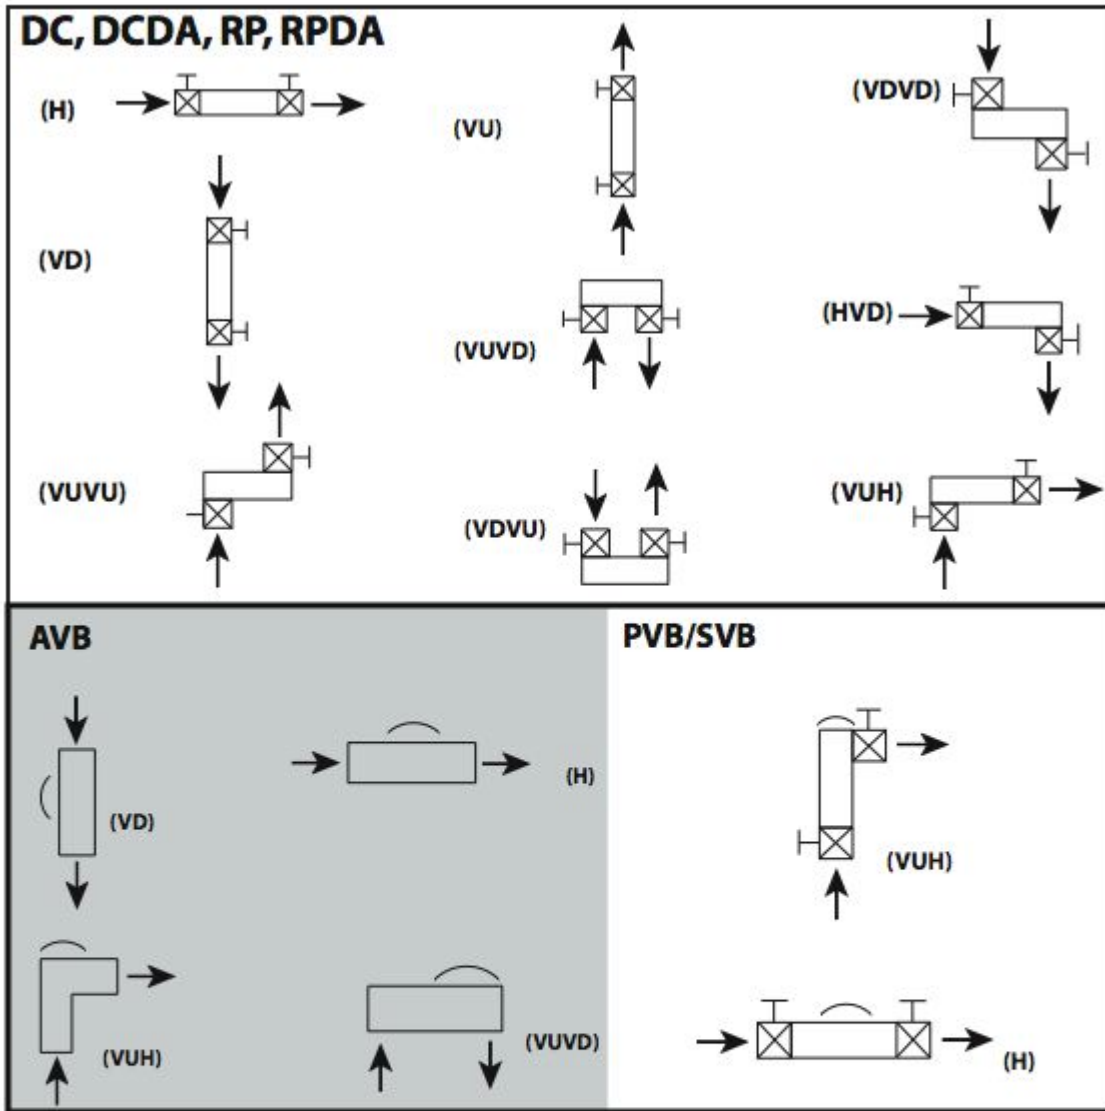 DC, DCDA, RP, RPDA
(H)
(VU)
(VDVD)
(VD)
(VUVD)
(HVD)
(VUVU)
(VDVU)
(VUH)
AVB
(VD)
(H)
(VUH)
(VUVD)
PVB/SVB
(VUH)
(H)